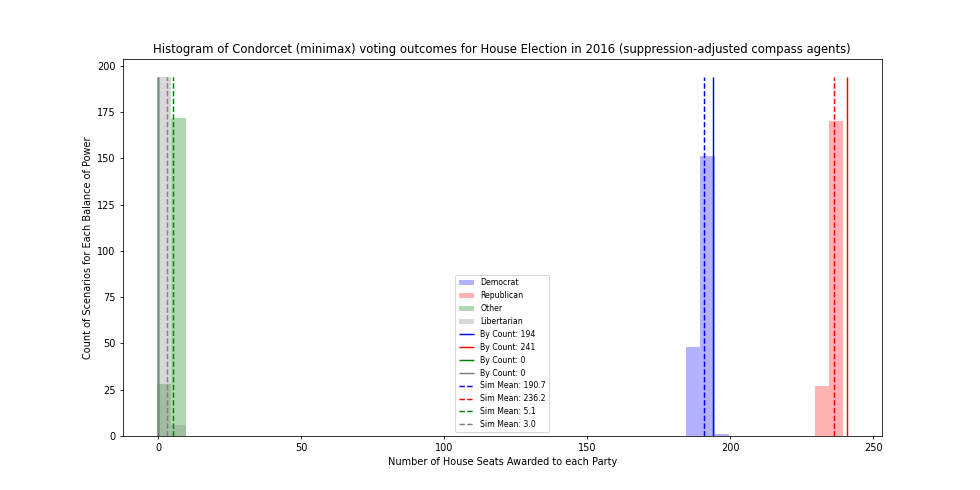 Histogram of Condorcet (minimax) voting outcomes for House Election in 2016 (suppression-adjusted compass agents)
Count of Scenarios for Each Balance of Power
200
175
150
125
100
75
50
25
0
Democrat
Republican
Other
Libertarian
By Count: 194
By Count: 241
By Count: 0
By Count: 0
Sim Mean: 190.7
Sim Mean: 236.2
Sim Mean: 5.1
Sim Mean: 3.0
0 50 100 150 200 250
Number of House Seats Awarded to each Party